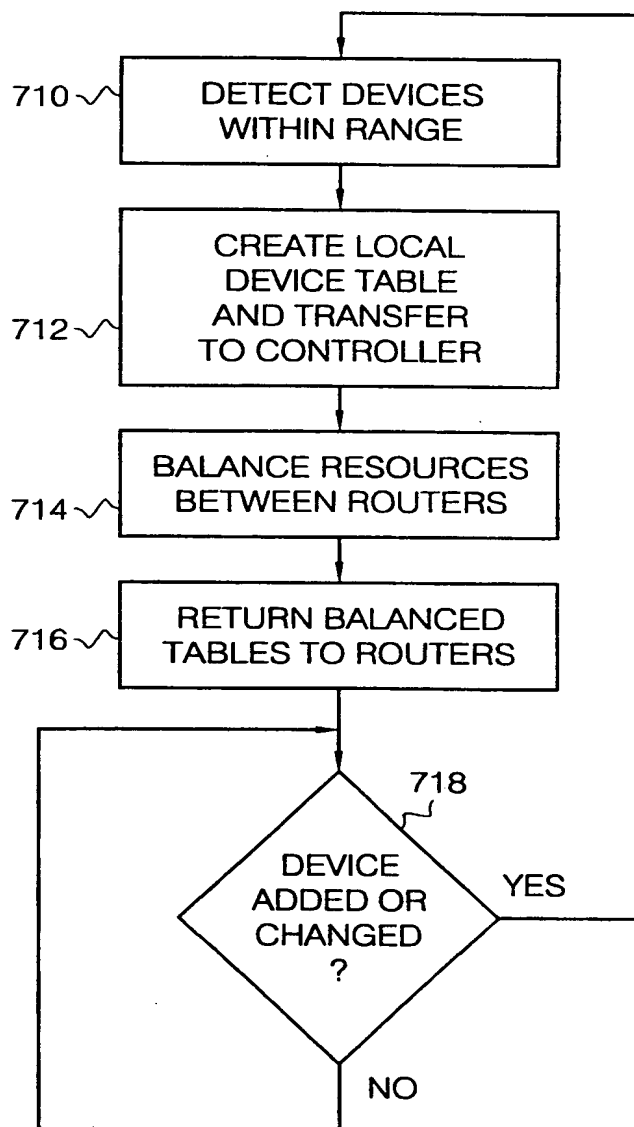 710
DETECT DEVICES
WITHIN RANGE
712
CREATE LOCAL
DEVICE TABLE
AND TRANSFER
TO CONTROLLER
714
BALANCE RESOURCES
BETWEEN ROUTERS
716
RETURN BALANCED
TABLES TO ROUTERS
718
DEVICE
ADDED OR
CHANGED
?
YES
NO